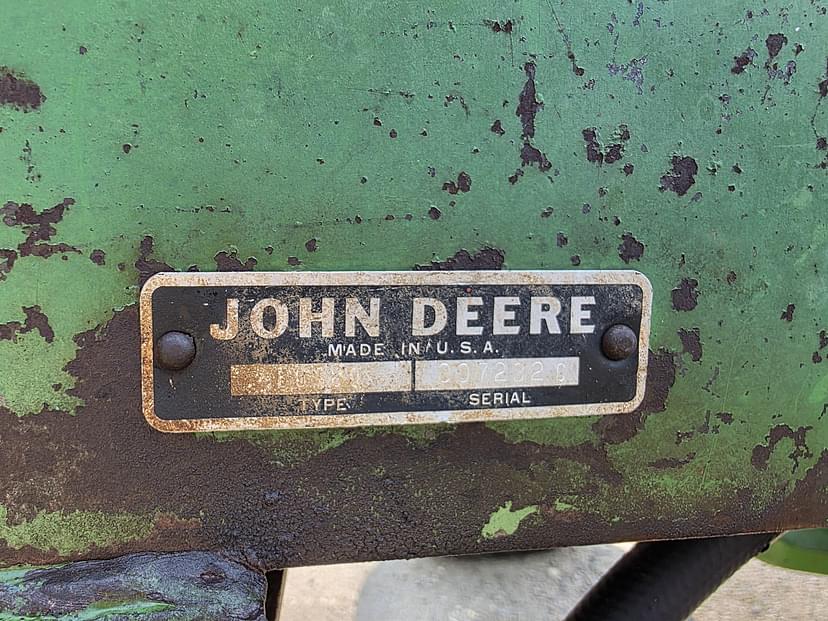 JOHN DEERE
MADE IN U.S.A.
TYPE SERIAL